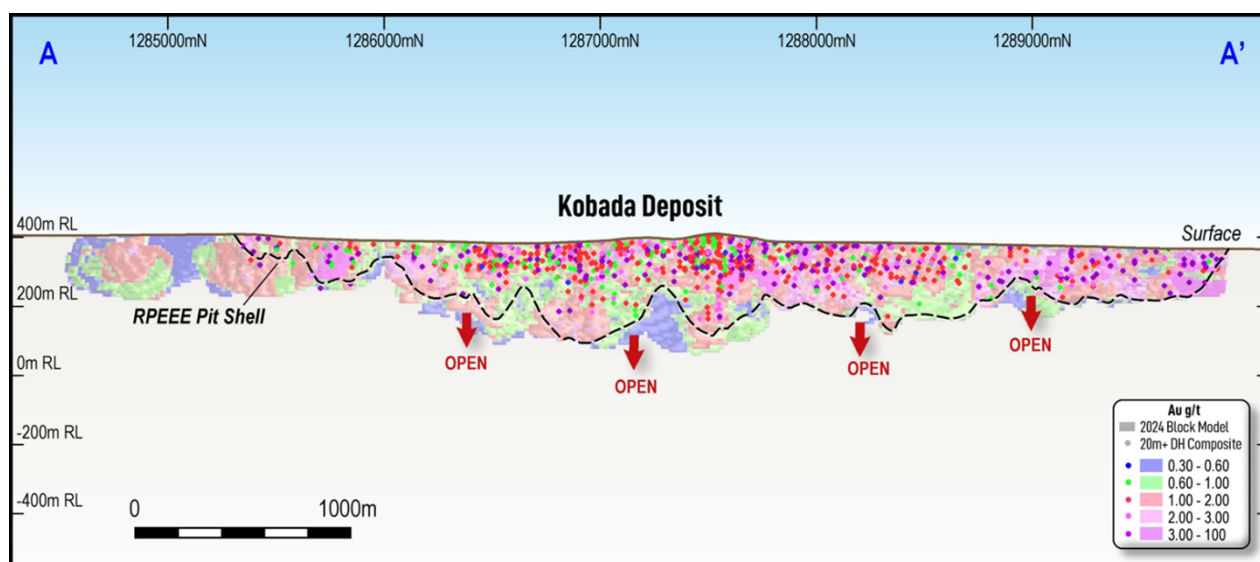 1285000mN
1286000mN
1287000mN
1288000mN
1289000mN
A
A'
Kobada Deposit
400m RL
Surface
200m RL
RPEEE Pit Shell
OPEN
OPEN
OPEN
OPEN
0m RL
-200m RL
-400m RL
0
1000m
Au g/t
2024 Block Model
20m+ DH Composite
0.30 - 0.60
0.60 - 1.00
1.00 - 2.00
2.00 - 3.00
3.00 - 100